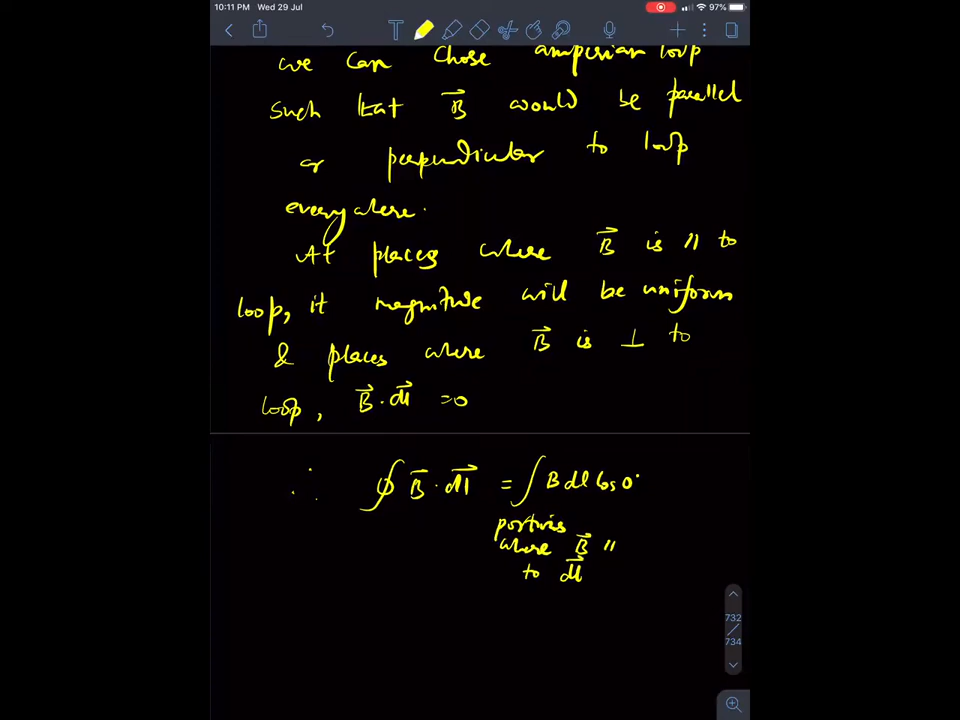 10:11 PM Wed 29 Jul
97%
we can chose amperian loop
such that B⃗ would be parallel
or perpendicular to loop
everywhere.
At places where B⃗ is || to
loop, it magnitude will be uniform
& places where B⃗ is ⊥ to
loop, B⃗ . dl⃗ =0
∴ ∮ B⃗ . dl⃗ = ∫ B dl cos 0°
portions
where B⃗ ||
to dl⃗
732
734